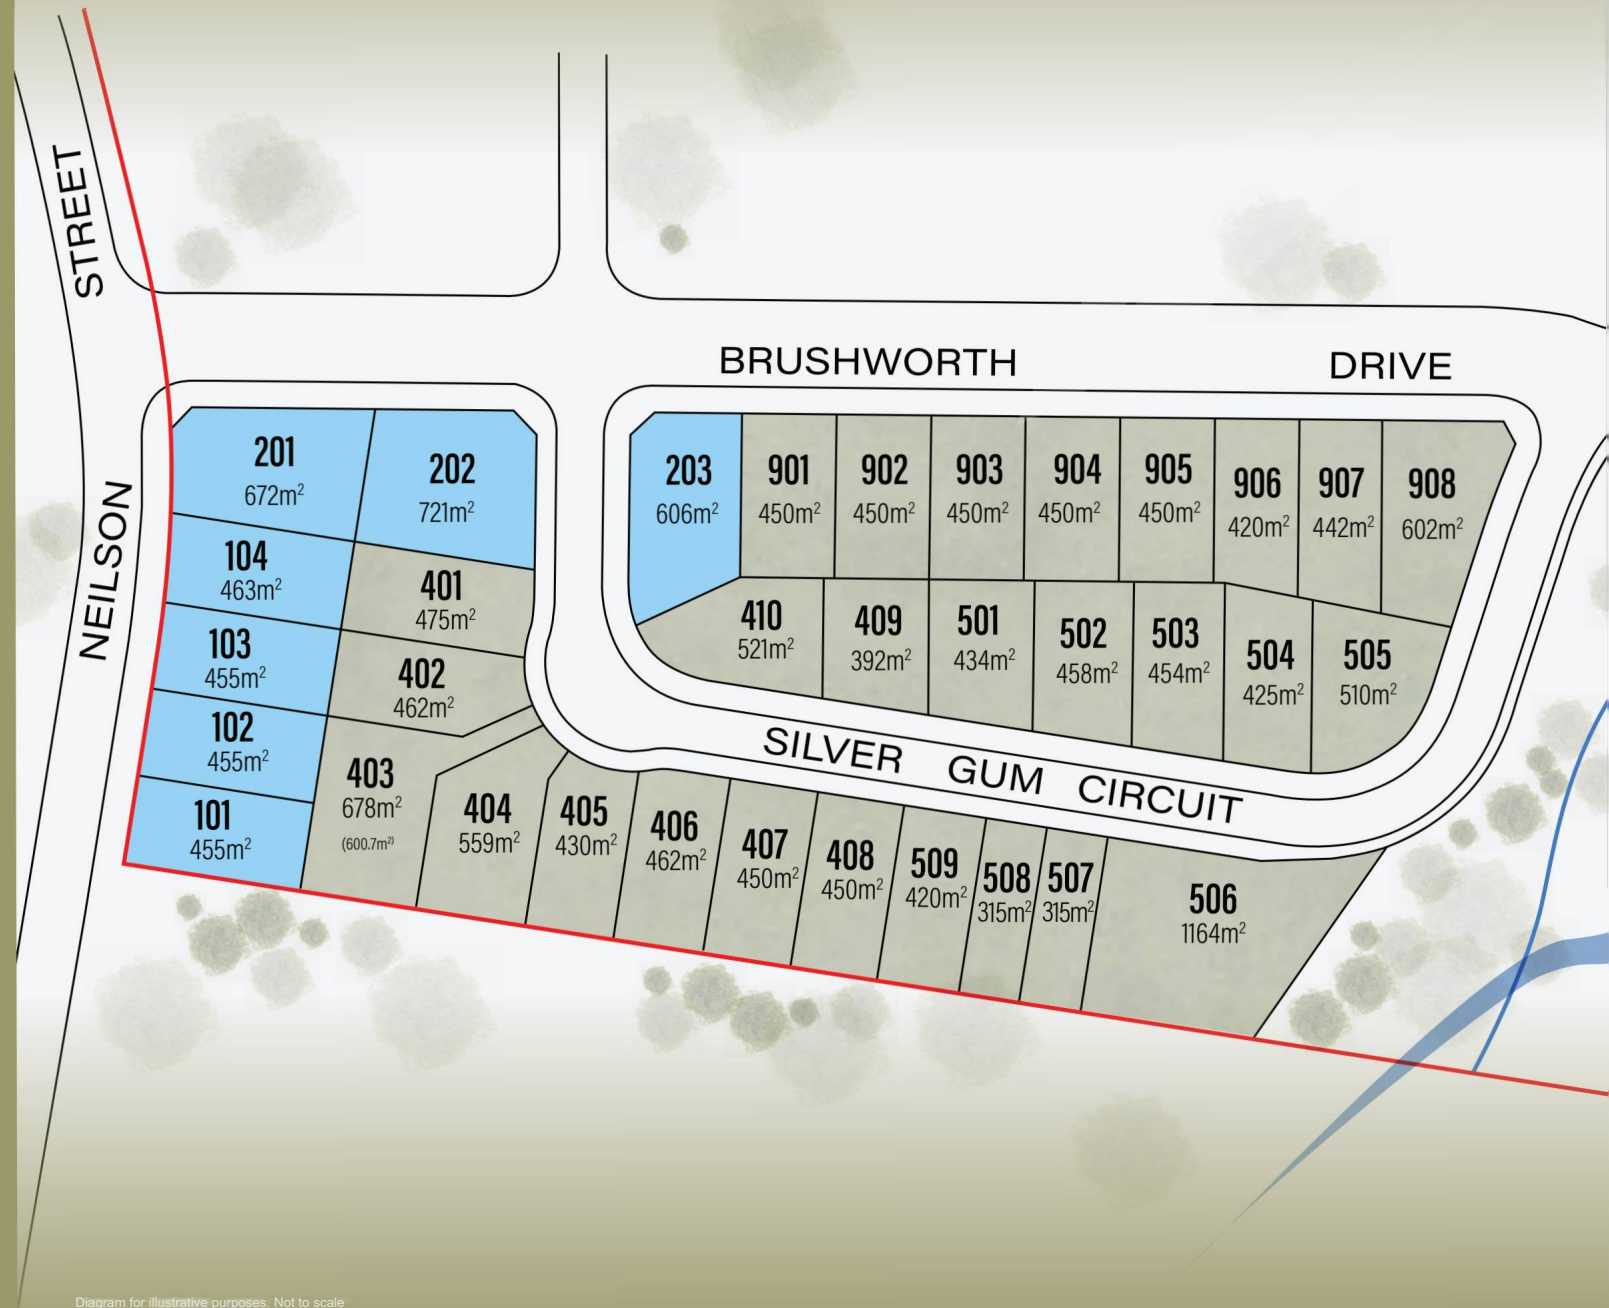 STREET
NEILSON
BRUSHWORTH DRIVE
201
672m²
202
721m²
203
606m²
901
450m²
902
450m²
903
450m²
904
450m²
905
450m²
906
420m²
907
442m²
908
602m²
104
463m²
401
475m²
103
455m²
402
462m²
102
455m²
101
455m²
403
678m²
(600.7m²)
410
521m²
409
392m²
501
434m²
502
458m²
503
454m²
504
425m²
505
510m²
SILVER GUM CIRCUIT
404
559m²
405
430m²
406
462m²
407
450m²
408
450m²
509
420m²
508
315m²
507
315m²
506
1164m²
Diagram for illustrative purposes. Not to scale